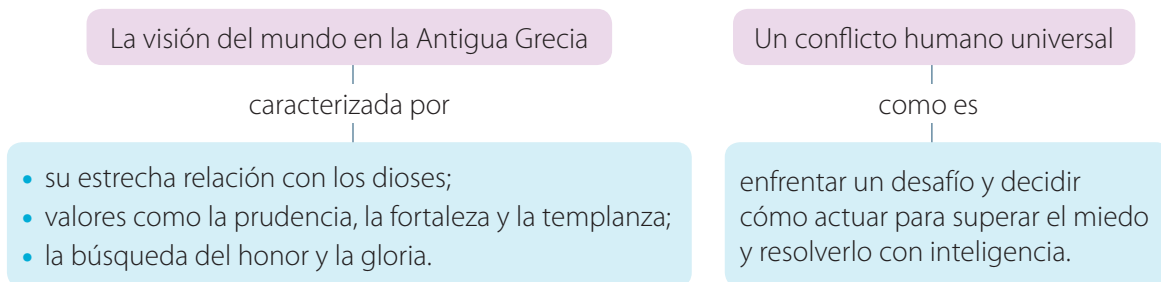 La visión del mundo en la Antigua Grecia
caracterizada por
• su estrecha relación con los dioses;
• valores como la prudencia, la fortaleza y la templanza;
• la búsqueda del honor y la gloria.
Un conflicto humano universal
como es
enfrentar un desafío y decidir
cómo actuar para superar el miedo
y resolverlo con inteligencia.